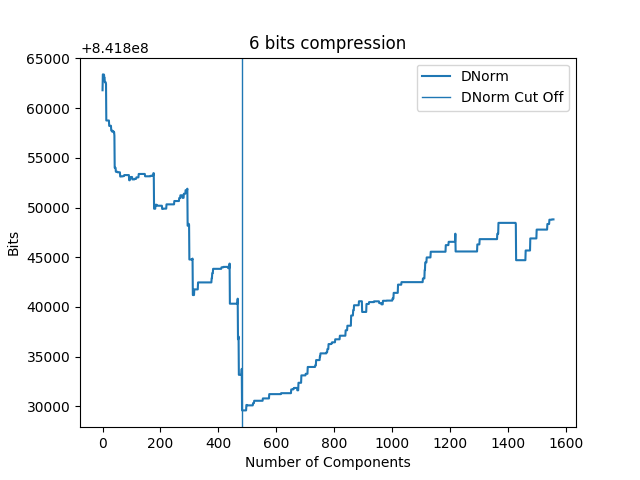 6 bits compression
+8.418e8
65000
60000
55000
50000
45000
40000
35000
30000
Bits
DNorm
DNorm Cut Off
0
200
400
600
800
1000
1200
1400
1600
Number of Components